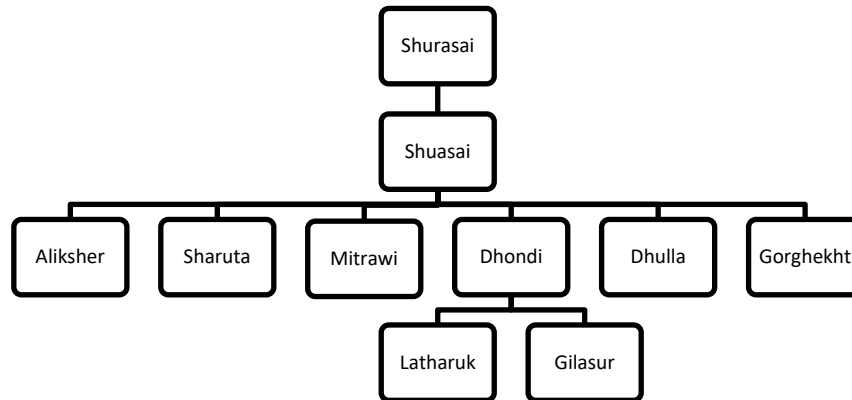 Shurasai
Shuasai
Aliksher
Sharuta
Mitrawi
Dhondi
Dhulla
Gorghekht
Latharuk
Gilasur